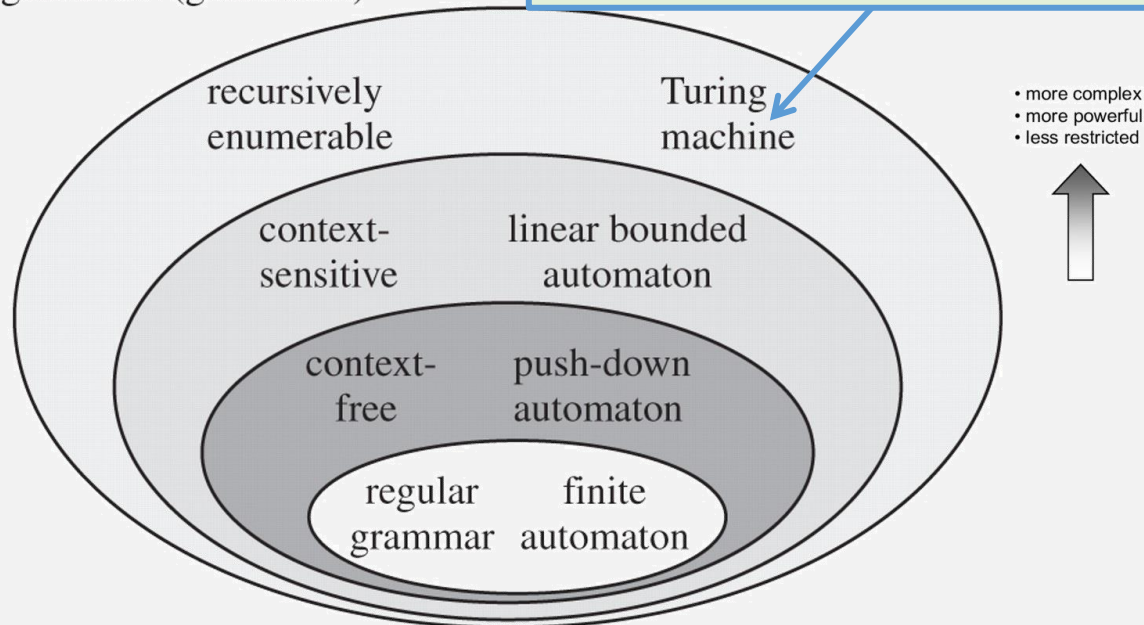 recursively
enumerable
Turing
machine
• more complex
• more powerful
• less restricted
context-
sensitive
linear bounded
automaton
context-
free
push-down
automaton
regular
grammar
finite
automaton